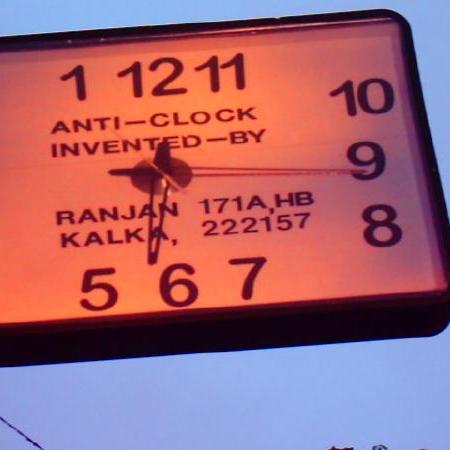 1 12 11
10
ANTI-CLOCK
INVENTED-BY
9
RANJAN 171A,HB
KALKA, 222157
8
5 6 7